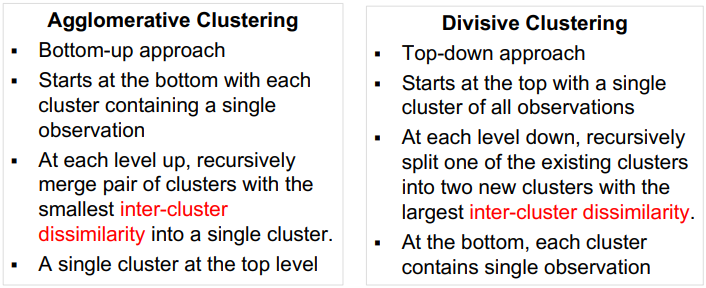 Agglomerative Clustering
▪ Bottom-up approach
▪ Starts at the bottom with each
cluster containing a single
observation
▪ At each level up, recursively
merge pair of clusters with the
smallest inter-cluster
dissimilarity into a single cluster.
▪ A single cluster at the top level
Divisive Clustering
▪ Top-down approach
▪ Starts at the top with a single
cluster of all observations
▪ At each level down, recursively
split one of the existing clusters
into two new clusters with the
largest inter-cluster dissimilarity.
▪ At the bottom, each cluster
contains single observation